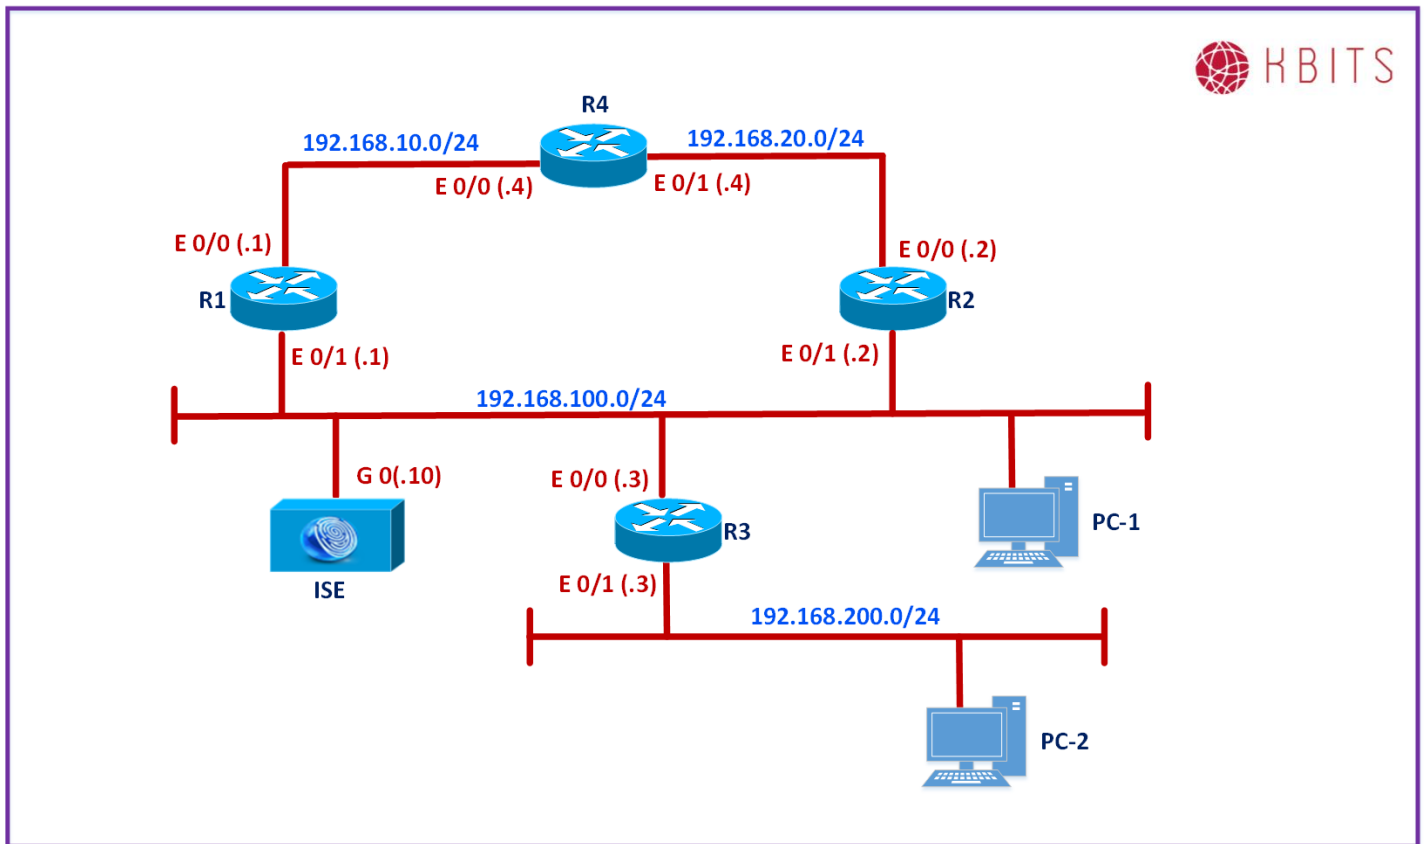 KBITS
R4
192.168.10.0/24
192.168.20.0/24
E 0/0 (.4)
E 0/1 (.4)
E 0/0 (.1)
E 0/0 (.2)
R1
R2
E 0/1 (.1)
E 0/1 (.2)
192.168.100.0/24
G 0(.10)
E 0/0 (.3)
PC-1
R3
ISE
E 0/1 (.3)
192.168.200.0/24
PC-2